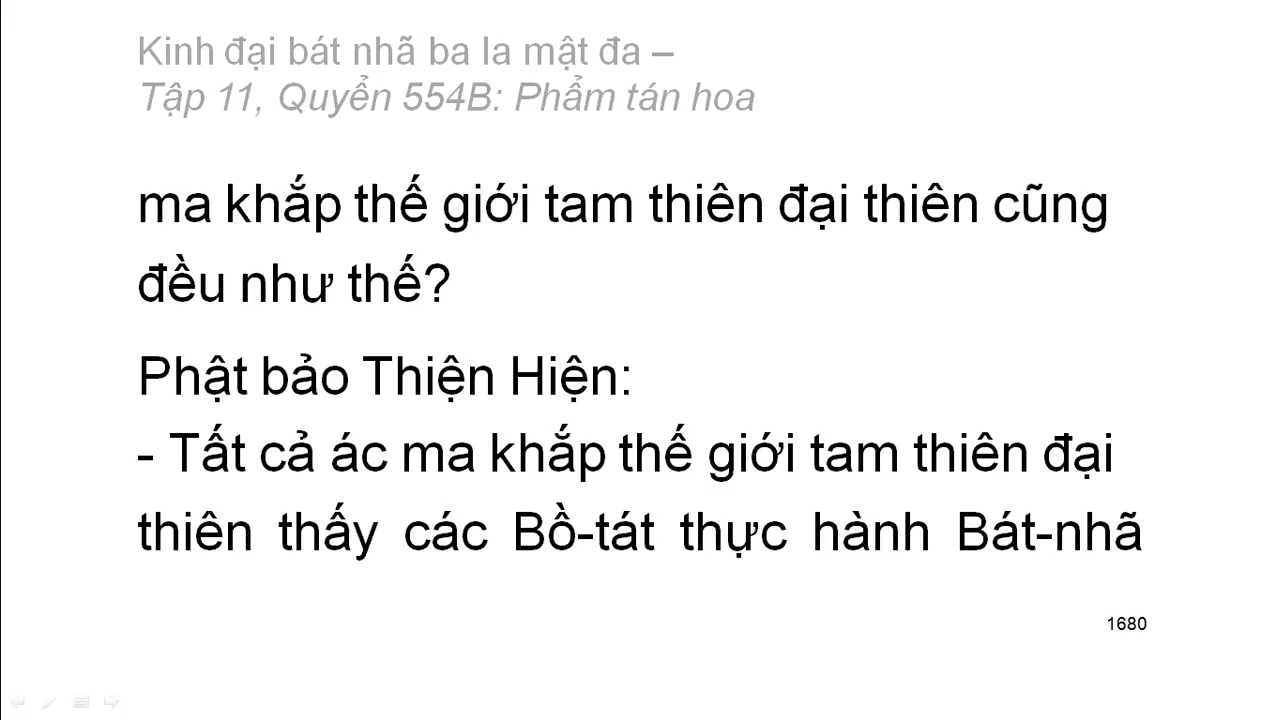 Kinh đại bát nhã ba la mật đa –
Tập 11, Quyển 554B: Phẩm tán hoa
ma khắp thế giới tam thiên đại thiên cũng
đều như thế?
Phật bảo Thiện Hiện:
- Tất cả ác ma khắp thế giới tam thiên đại
thiên thấy các Bồ-tát thực hành Bát-nhã
1680